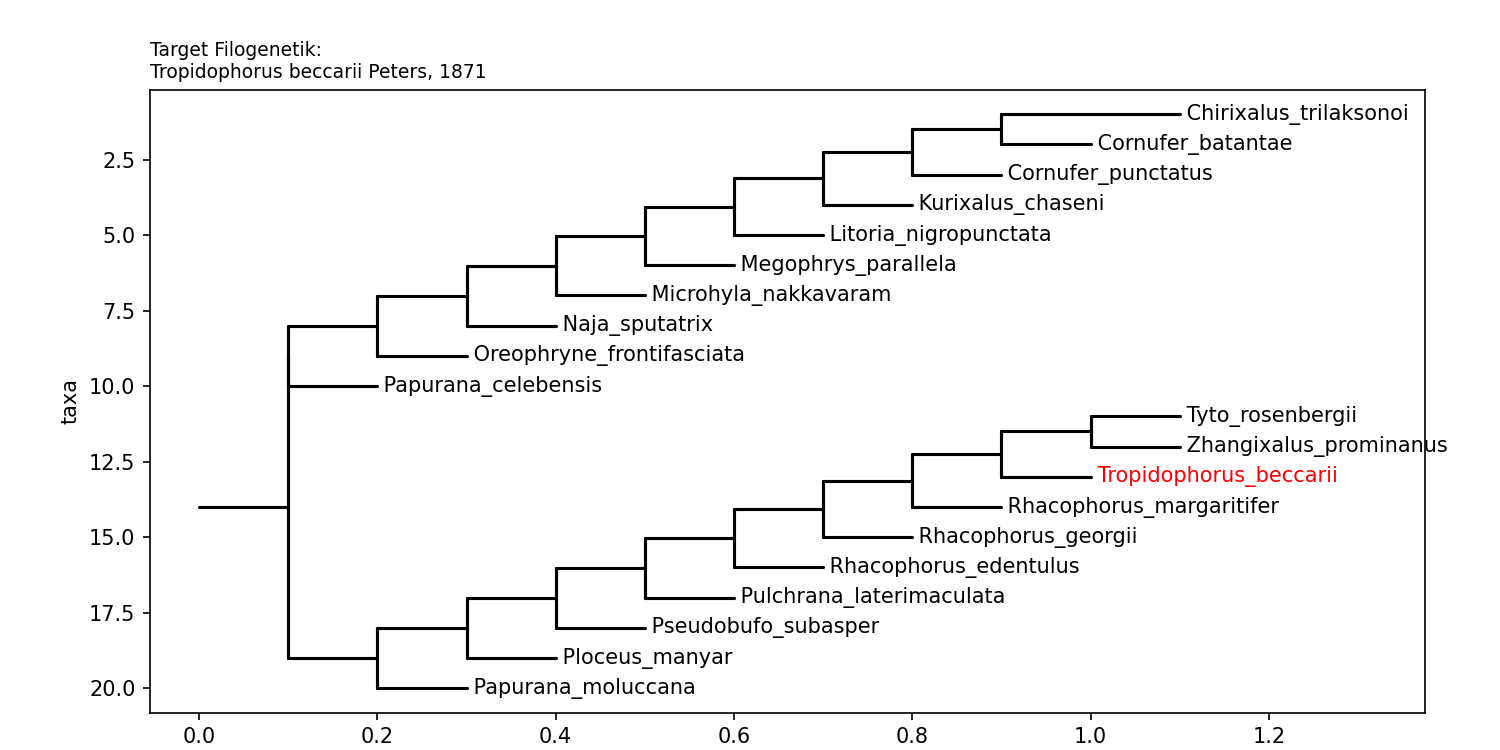 Target Filogenetik:
Tropidophorus beccarii Peters, 1871
Chirixalus_trilaksonoi
Cornufer_batantae
2.5
Cornufer_punctatus
Kurixalus_chaseni
5.0
Litoria_nigropunctata
Megophrys_parallela
Microhyla_nakkavaram
7.5
Naja_sputatrix
Oreophryne_frontifasciata
10.0
Papurana_celebensis
taxa
Tyto_rosenbergii
Zhangixalus_prominanus
12.5
Tropidophorus_beccarii
Rhacophorus_margaritifer
15.0
Rhacophorus_georgii
Rhacophorus_edentulus
Pulchrana_laterimaculata
17.5
Pseudobufo_subasper
Ploceus_manyar
20.0
Papurana_moluccana
0.0 0.2 0.4 0.6 0.8 1.0 1.2